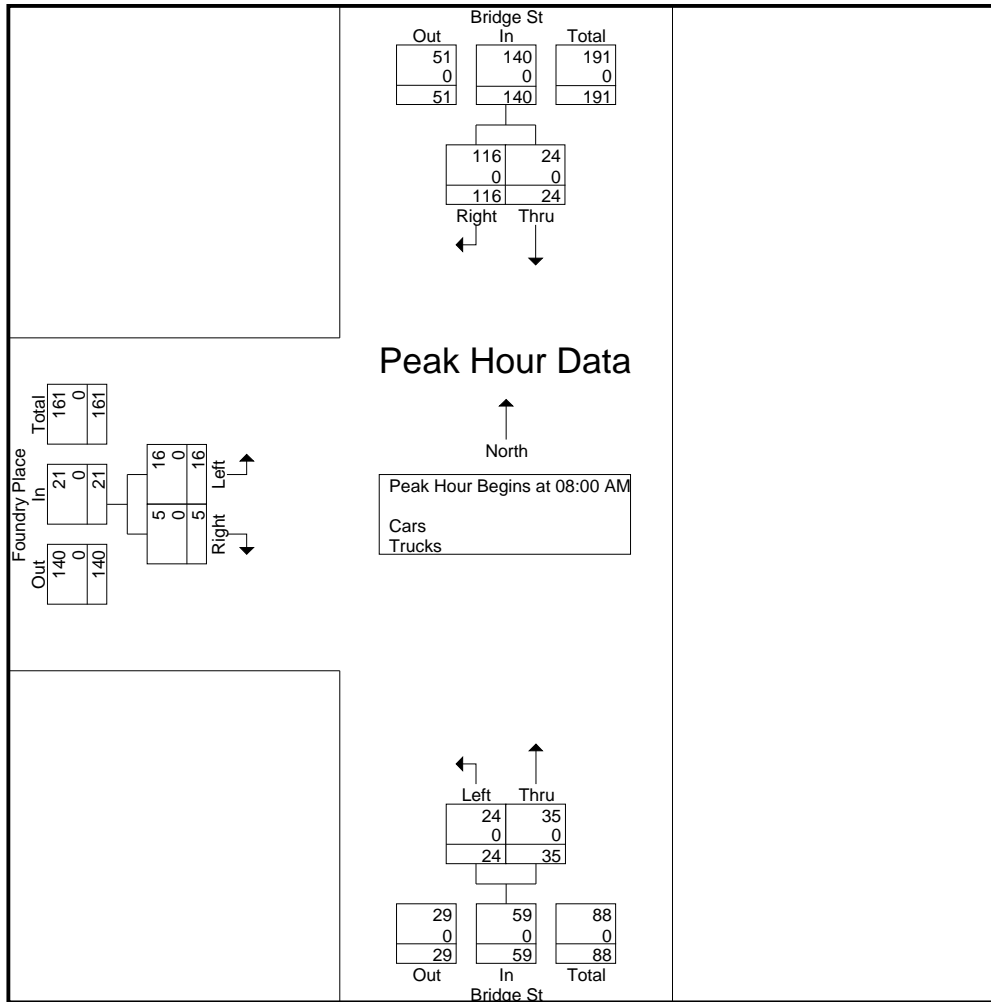 Bridge St
Out In Total
51 140 191
0 0 0
51 140 191
116 24
0 0
116 24
Right Thru
Peak Hour Data
North
Peak Hour Begins at 08:00 AM
Cars
Trucks
Foundry Place
Out In Total
140 21 161
0 0 0
140 21 161
5 16
0 0
5 16
Right Left
Left Thru
24 35
0 0
24 35
29 59 88
0 0 0
29 59 88
Out In Total
Bridge St